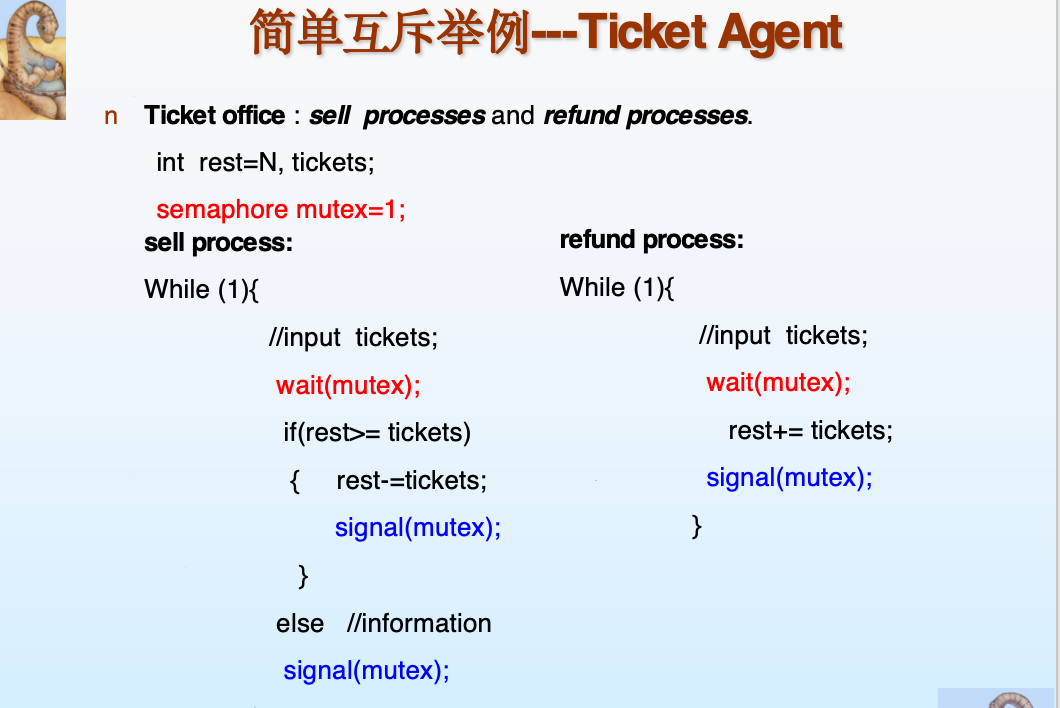 简单互斥举例---Ticket Agent
n Ticket office : sell processes and refund processes.
int rest=N, tickets;
semaphore mutex=1;
sell process:
While (1){
//input tickets;
wait(mutex);
if(rest>= tickets)
{ rest-=tickets;
signal(mutex);
}
else //information
signal(mutex);
refund process:
While (1){
//input tickets;
wait(mutex);
rest+= tickets;
signal(mutex);
}